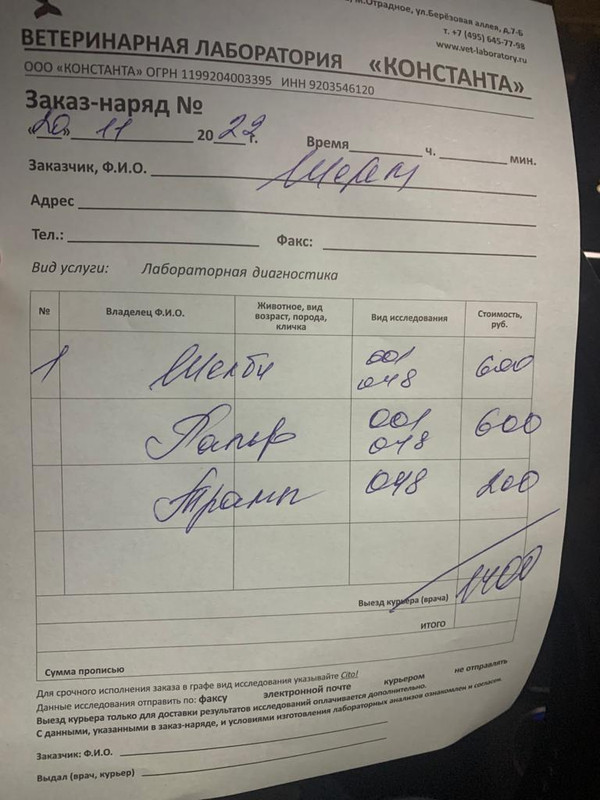 М.Отрадное, ул.Берёзовая аллея, д.7-Б
т. +7 (495) 645-77-98
www.vet-laboratory.ru
ВЕТЕРИНАРНАЯ ЛАБОРАТОРИЯ «КОНСТАНТА»
ООО «КОНСТАНТА» ОГРН 1199204003395 ИНН 9203546120
Заказ-наряд №
«20» 11 2022г. Время ч. мин.
Заказчик, Ф.И.О.
Адрес
Тел.: Факс:
Вид услуги: Лабораторная диагностика
№ Владелец Ф.И.О. Животное, вид возраст, порода, кличка Вид исследования Стоимость, руб.
1 Шелби 001 048 600
001 048 600
Трамп 048 200
Выезд курьера (врача) 1400
ИТОГО
Сумма прописью
Для срочного исполнения заказа в графе вид исследования указывайте Cito!
Данные исследования отправить по: факсу электронной почте курьером не отправлять
Выезд курьера только для доставки результатов исследований оплачивается дополнительно.
С данными, указанными в заказ-наряде, и условиями изготовления лабораторных анализов ознакомлен и согласен.
Заказчик: Ф.И.О.
Выдал (врач, курьер)